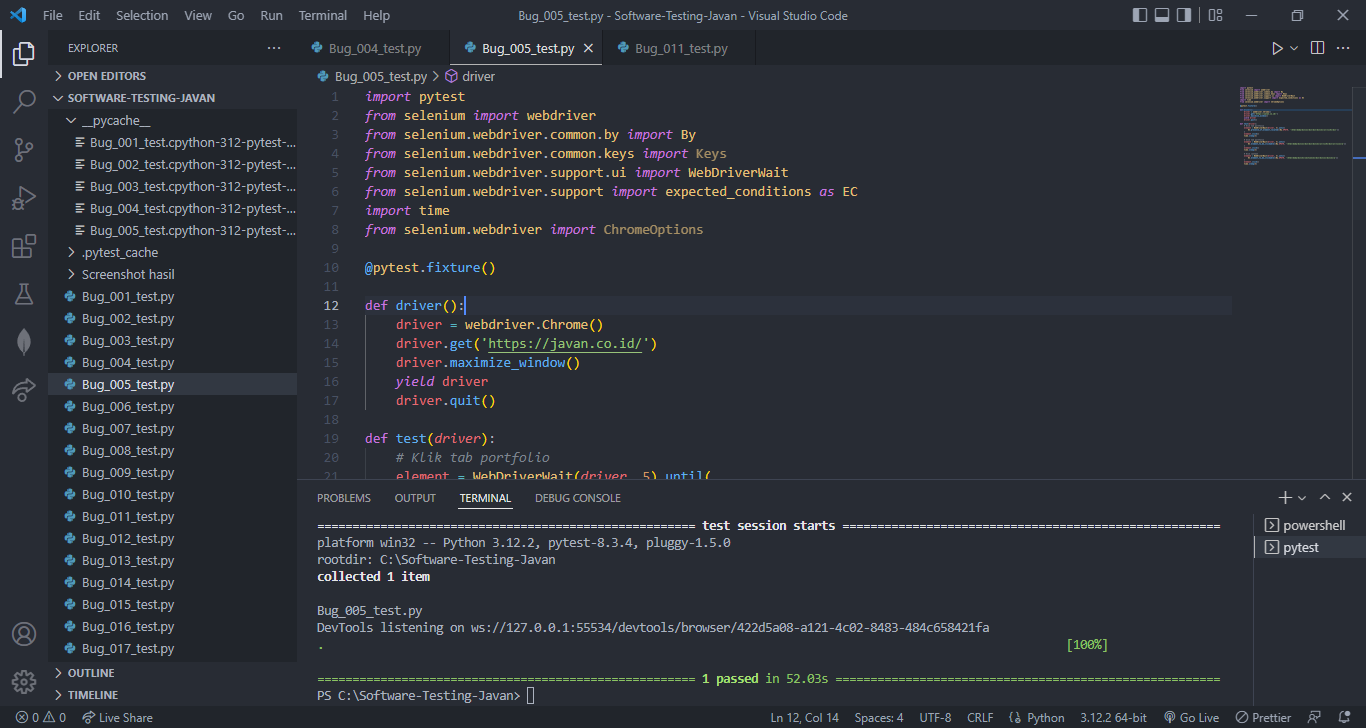 File Edit Selection View Go Run Terminal Help
Bug_005_test.py - Software-Testing-Javan - Visual Studio Code
EXPLORER
OPEN EDITORS
SOFTWARE-TESTING-JAVAN
__pycache__
Bug_001_test.cpython-312-pytest-...
Bug_002_test.cpython-312-pytest-...
Bug_003_test.cpython-312-pytest-...
Bug_004_test.cpython-312-pytest-...
Bug_005_test.cpython-312-pytest-...
.pytest_cache
Screenshot hasil
Bug_001_test.py
Bug_002_test.py
Bug_003_test.py
Bug_004_test.py
Bug_005_test.py
Bug_006_test.py
Bug_007_test.py
Bug_008_test.py
Bug_009_test.py
Bug_010_test.py
Bug_011_test.py
Bug_012_test.py
Bug_013_test.py
Bug_014_test.py
Bug_015_test.py
Bug_016_test.py
Bug_017_test.py
OUTLINE
TIMELINE
Bug_004_test.py Bug_005_test.py Bug_011_test.py
Bug_005_test.py > driver
1 import pytest
2 from selenium import webdriver
3 from selenium.webdriver.common.by import By
4 from selenium.webdriver.common.keys import Keys
5 from selenium.webdriver.support.ui import WebDriverWait
6 from selenium.webdriver.support import expected_conditions as EC
7 import time
8 from selenium.webdriver import ChromeOptions
9
10 @pytest.fixture()
11
12 def driver():
13 driver = webdriver.Chrome()
14 driver.get('https://javan.co.id/')
15 driver.maximize_window()
16 yield driver
17 driver.quit()
18
19 def test(driver):
20 # Klik tab portfolio
21 element = WebDriverWait(driver, 5).until(
PROBLEMS OUTPUT TERMINAL DEBUG CONSOLE
====================================================== test session starts ======================================================
platform win32 -- Python 3.12.2, pytest-8.3.4, pluggy-1.5.0
rootdir: C:\Software-Testing-Javan
collected 1 item
Bug_005_test.py
DevTools listening on ws://127.0.0.1:55534/devtools/browser/422d5a08-a121-4c02-8483-484c658421fa
. [100%]
====================================================== 1 passed in 52.03s =======================================================
PS C:\Software-Testing-Javan>
powershell
pytest
0 0 Live Share
Ln 12, Col 14 Spaces: 4 UTF-8 CRLF Python 3.12.2 64-bit Go Live Prettier